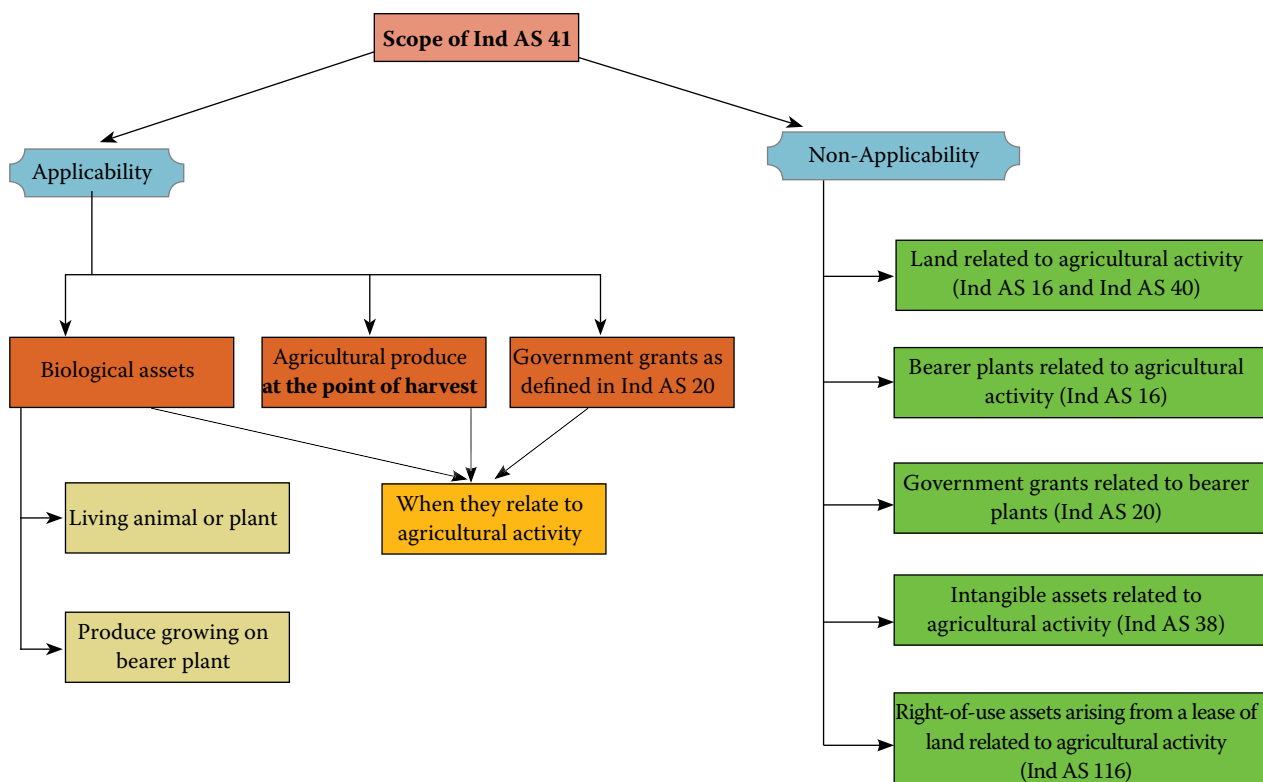 Scope of Ind AS 41
Applicability
Non-Applicability
Biological assets
Agricultural produce
at the point of harvest
Government grants as
defined in Ind AS 20
When they relate to
agricultural activity
Living animal or plant
Produce growing on
bearer plant
Land related to agricultural activity
(Ind AS 16 and Ind AS 40)
Bearer plants related to agricultural
activity (Ind AS 16)
Government grants related to bearer
plants (Ind AS 20)
Intangible assets related to
agricultural activity (Ind AS 38)
Right-of-use assets arising from a lease of
land related to agricultural activity
(Ind AS 116)